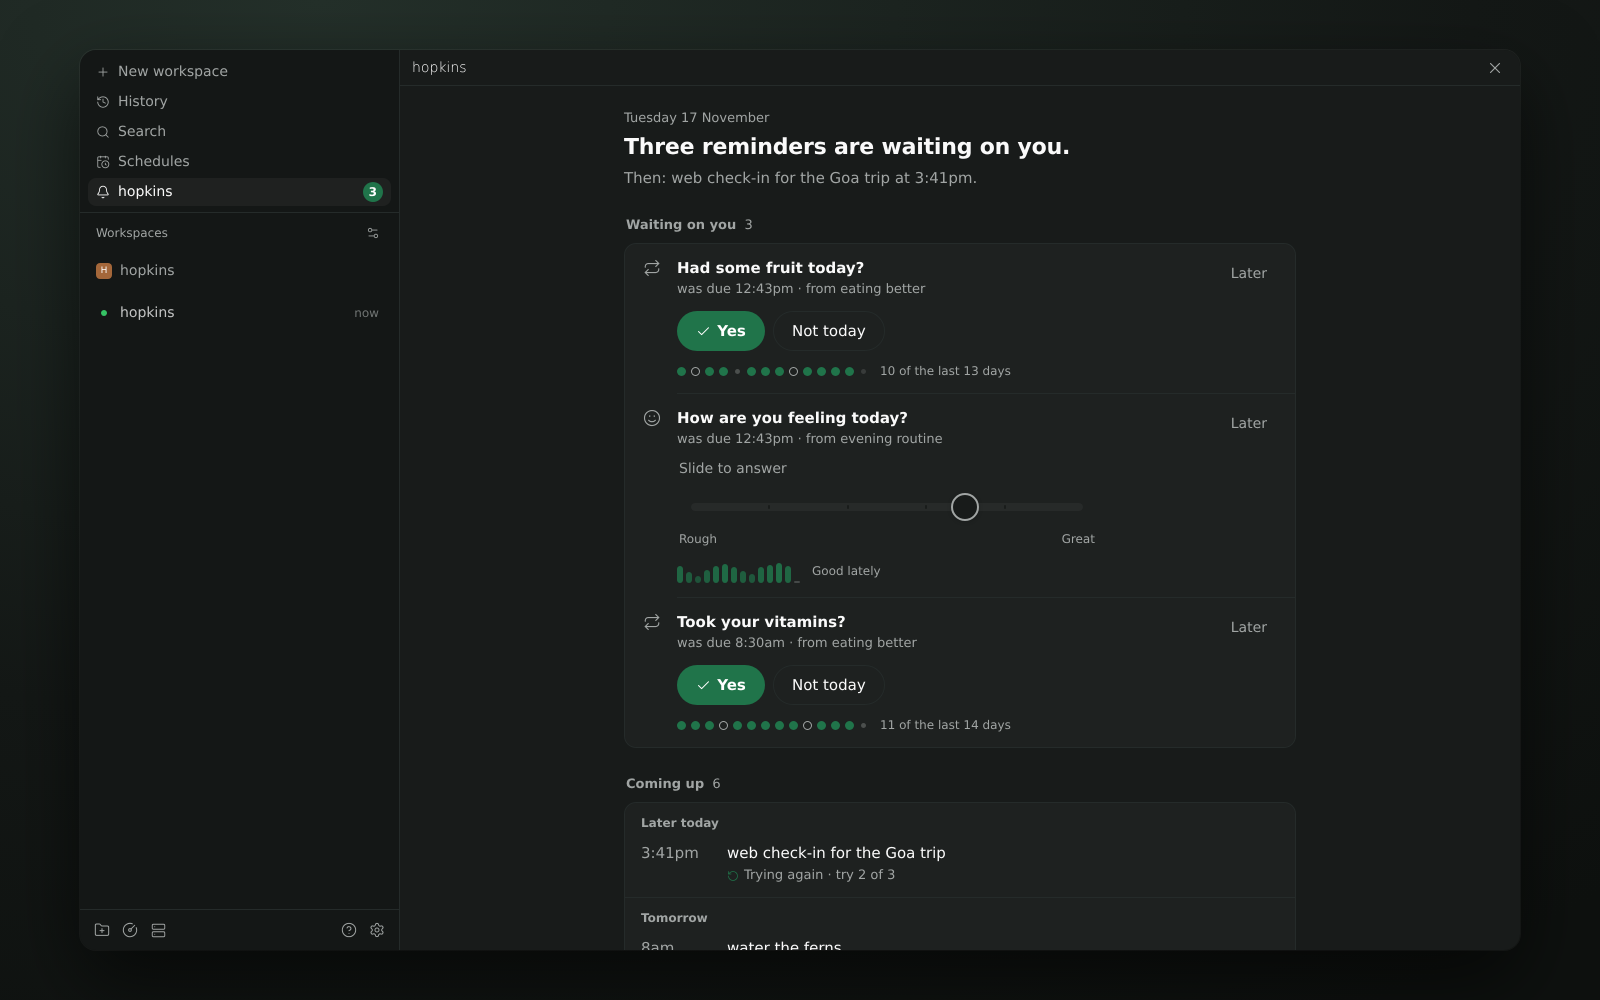 New workspace
History
Search
Schedules
hopkins 3
Workspaces
H hopkins
hopkins now
hopkins
Tuesday 17 November
Three reminders are waiting on you.
Then: web check-in for the Goa trip at 3:41pm.
Waiting on you 3
Had some fruit today?
Later
was due 12:43pm · from eating better
Yes Not today
10 of the last 13 days
How are you feeling today?
Later
was due 12:43pm · from evening routine
Slide to answer
Rough Great
Good lately
Took your vitamins?
Later
was due 8:30am · from eating better
Yes Not today
11 of the last 14 days
Coming up 6
Later today
3:41pm web check-in for the Goa trip
Trying again · try 2 of 3
Tomorrow
8am water the ferns